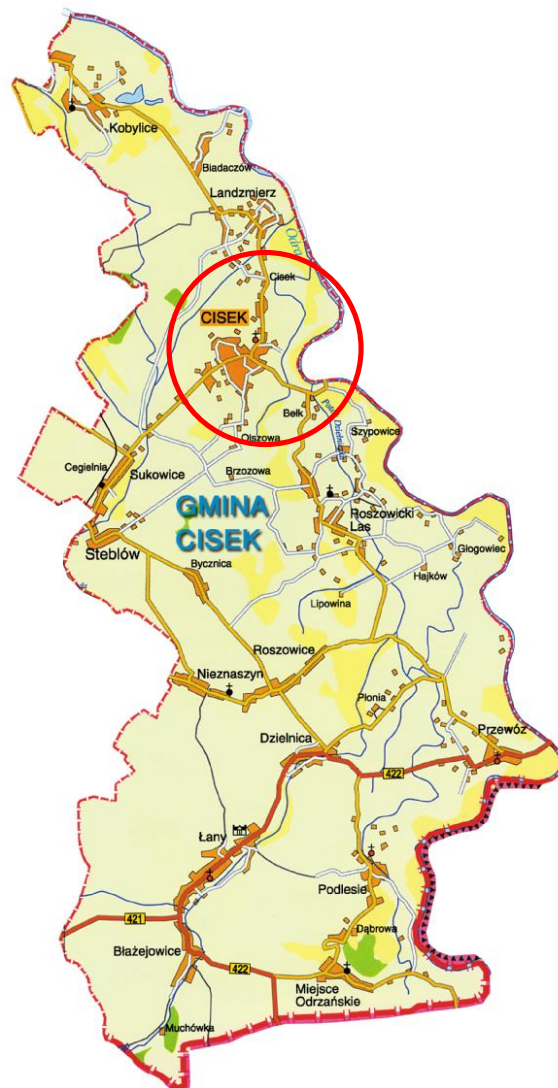 Kobylice
Biadaczów
Landzmierz
Odra
Cisek
CISEK
Bełk
Olszowa
Szypowice
Cegielnia
Sukowice
Brzozowa
GMINA
CISEK
Roszowicki
Las
Steblów
Głogowiec
Bycznica
Hajków
Lipowina
Roszowice
Nieznaszyn
Płonia
Dzielnica
Przewóz
422
Łany
Podlesie
421
Dąbrowa
Błażejowice
422
Miejsce
Odrzańskie
Muchówka